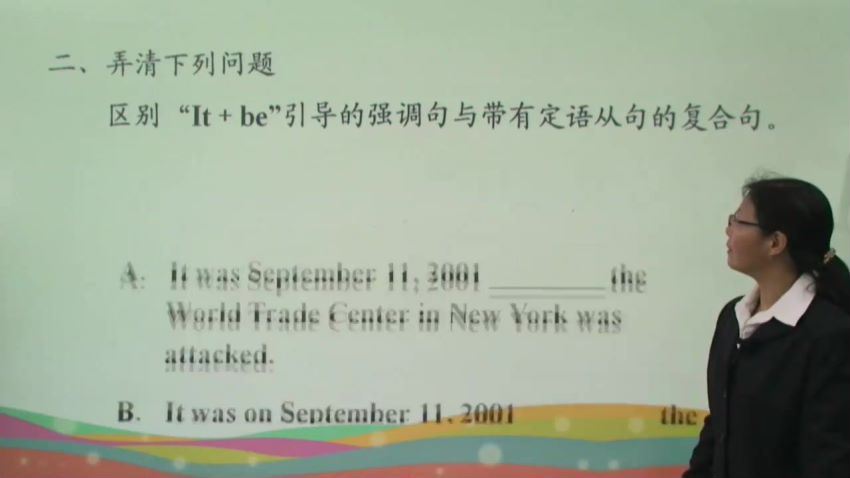 二、弄清下列问题
区别“It + be”引导的强调句与带有定语从句的复合句。
A. It was September 11, 2001 ________ the
World Trade Center in New York was
attacked.
B. It was on September 11, 2001 the